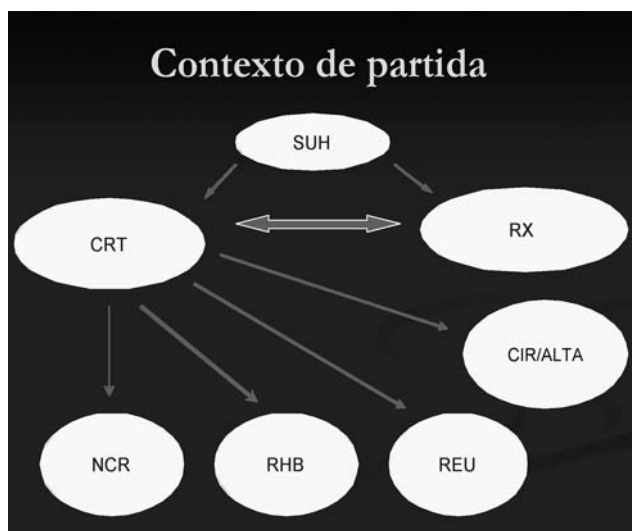 Contexto de partida
SUH
CRT
RX
CIR/ALTA
NCR
RHB
REU